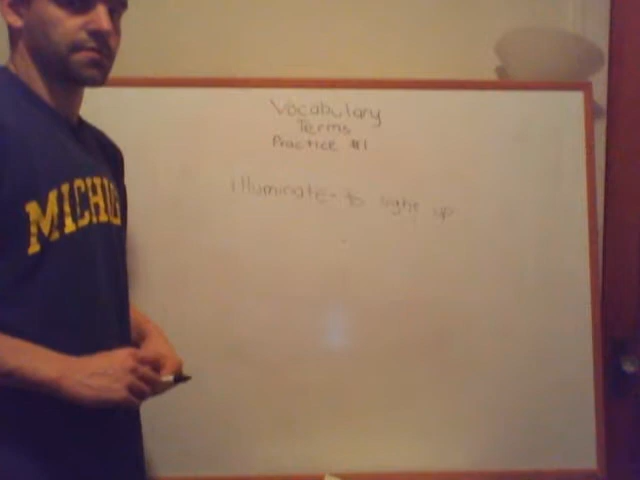 Vocabulary
Terms
Practice #1
illuminate - to light up
MICHIG